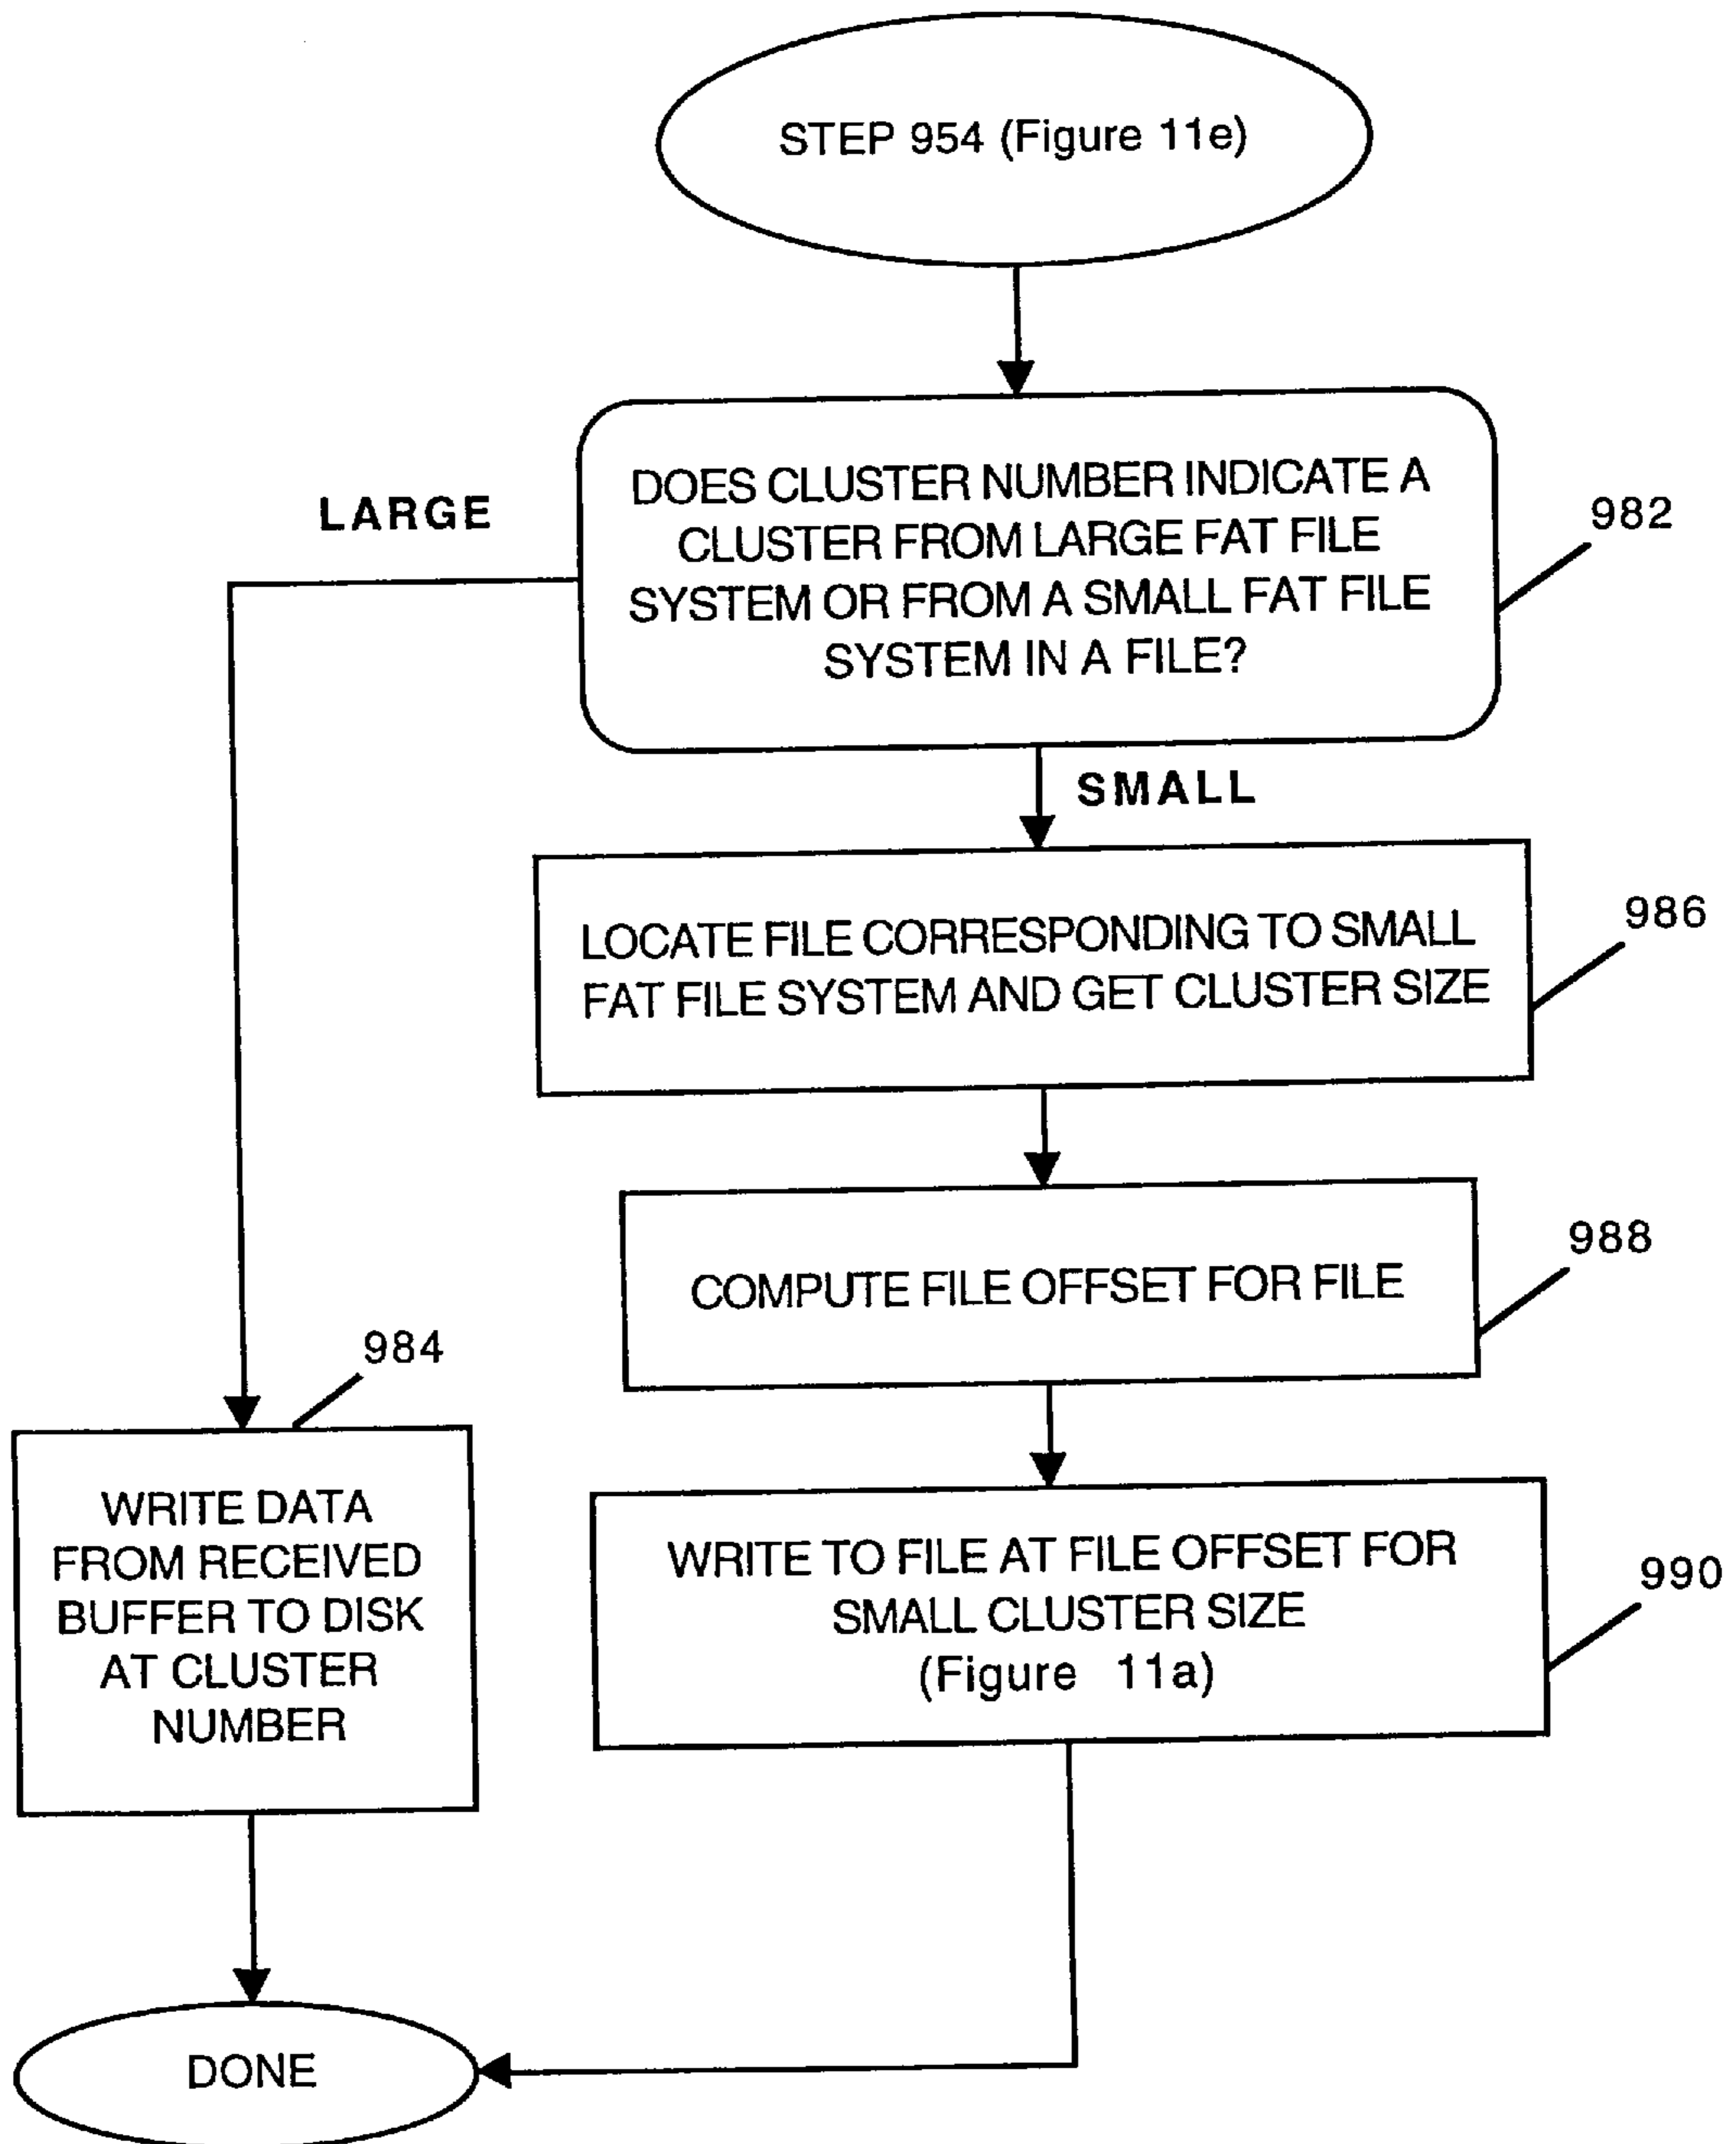 STEP 954 (Figure 11e)
DOES CLUSTER NUMBER INDICATE A
CLUSTER FROM LARGE FAT FILE
SYSTEM OR FROM A SMALL FAT FILE
SYSTEM IN A FILE?
982
LARGE
SMALL
LOCATE FILE CORRESPONDING TO SMALL
FAT FILE SYSTEM AND GET CLUSTER SIZE
986
COMPUTE FILE OFFSET FOR FILE
988
984
WRITE DATA
FROM RECEIVED
BUFFER TO DISK
AT CLUSTER
NUMBER
WRITE TO FILE AT FILE OFFSET FOR
SMALL CLUSTER SIZE
(Figure 11a)
990
DONE